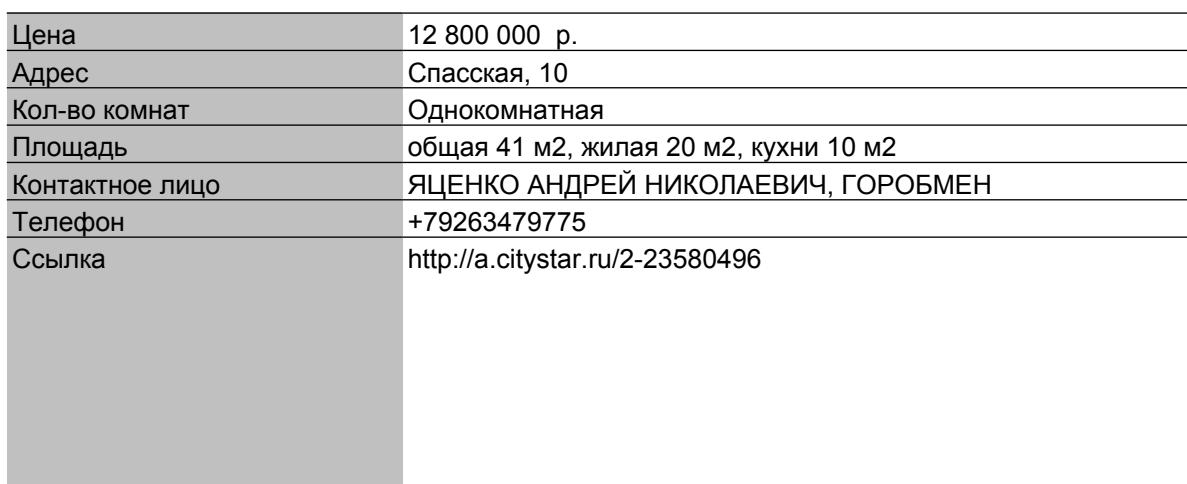 Цена 12 800 000 р.
Адрес Спасская, 10
Кол-во комнат Однокомнатная
Площадь общая 41 м2, жилая 20 м2, кухни 10 м2
Контактное лицо ЯЦЕНКО АНДРЕЙ НИКОЛАЕВИЧ, ГОРОБМЕН
Телефон +79263479775
Ссылка http://a.citystar.ru/2-23580496